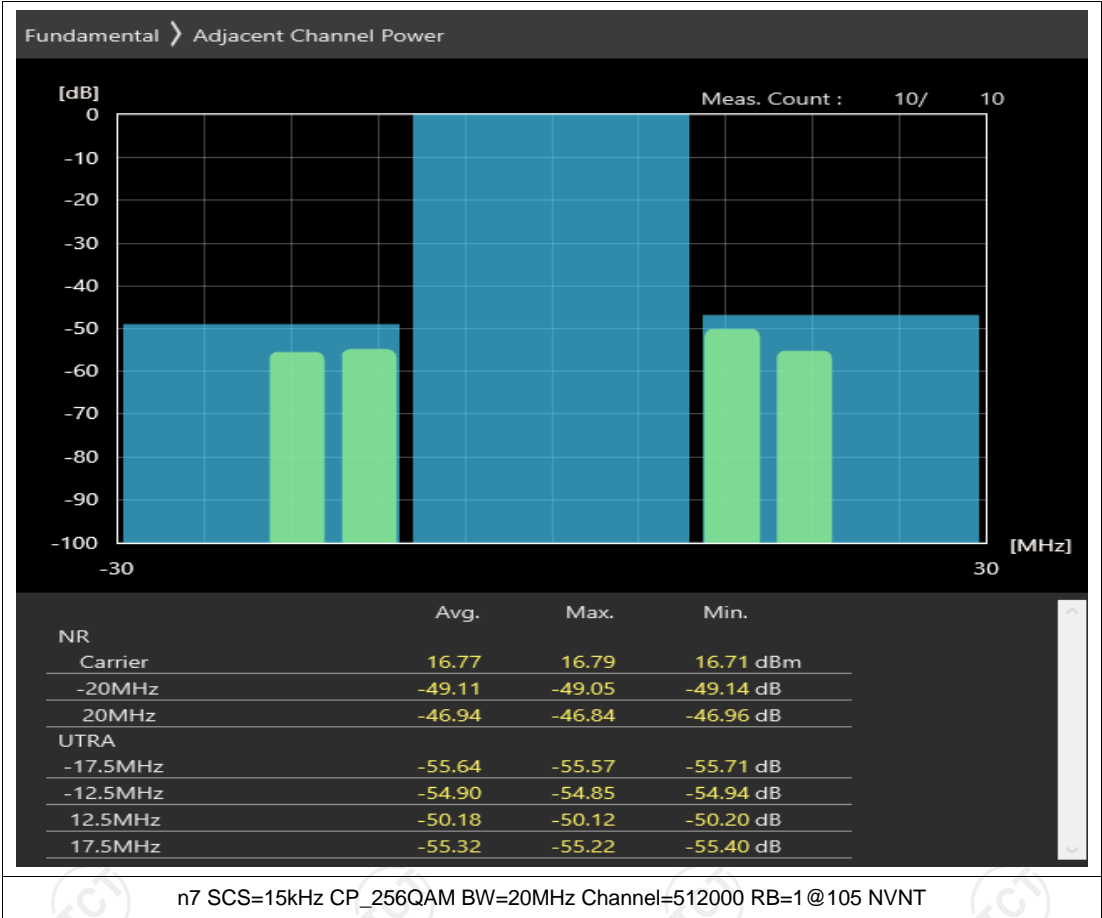 Fundamental 〉 Adjacent Channel Power
[dB]
Meas. Count : 10/ 10
0
-10
-20
-30
-40
-50
-60
-70
-80
-90
-100
[MHz]
-30 30
Avg. Max. Min.
NR
Carrier 16.77 16.79 16.71 dBm
-20MHz -49.11 -49.05 -49.14 dB
20MHz -46.94 -46.84 -46.96 dB
UTRA
-17.5MHz -55.64 -55.57 -55.71 dB
-12.5MHz -54.90 -54.85 -54.94 dB
12.5MHz -50.18 -50.12 -50.20 dB
17.5MHz -55.32 -55.22 -55.40 dB
n7 SCS=15kHz CP_256QAM BW=20MHz Channel=512000 RB=1@105 NVNT
TCT TCT TCT TCT